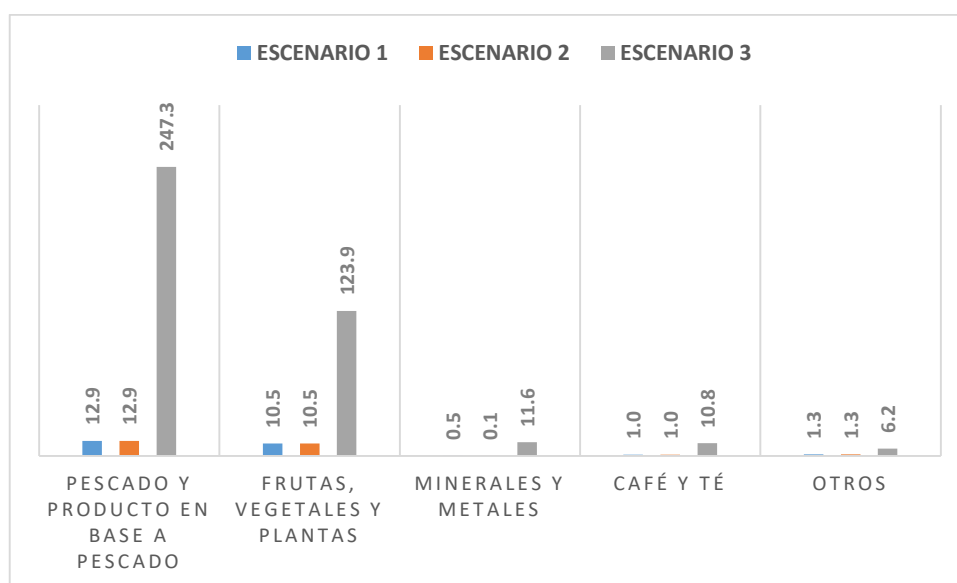 ESCENARIO 1 ESCENARIO 2 ESCENARIO 3
12.9 12.9 247.3
10.5 10.5 123.9
0.5 0.1 11.6
1.0 1.0 10.8
1.3 1.3 6.2
PESCADO Y
PRODUCTO EN
BASE A
PESCADO
FRUTAS,
VEGETALES Y
PLANTAS
MINERALES Y
METALES
CAFÉ Y TÉ
OTROS